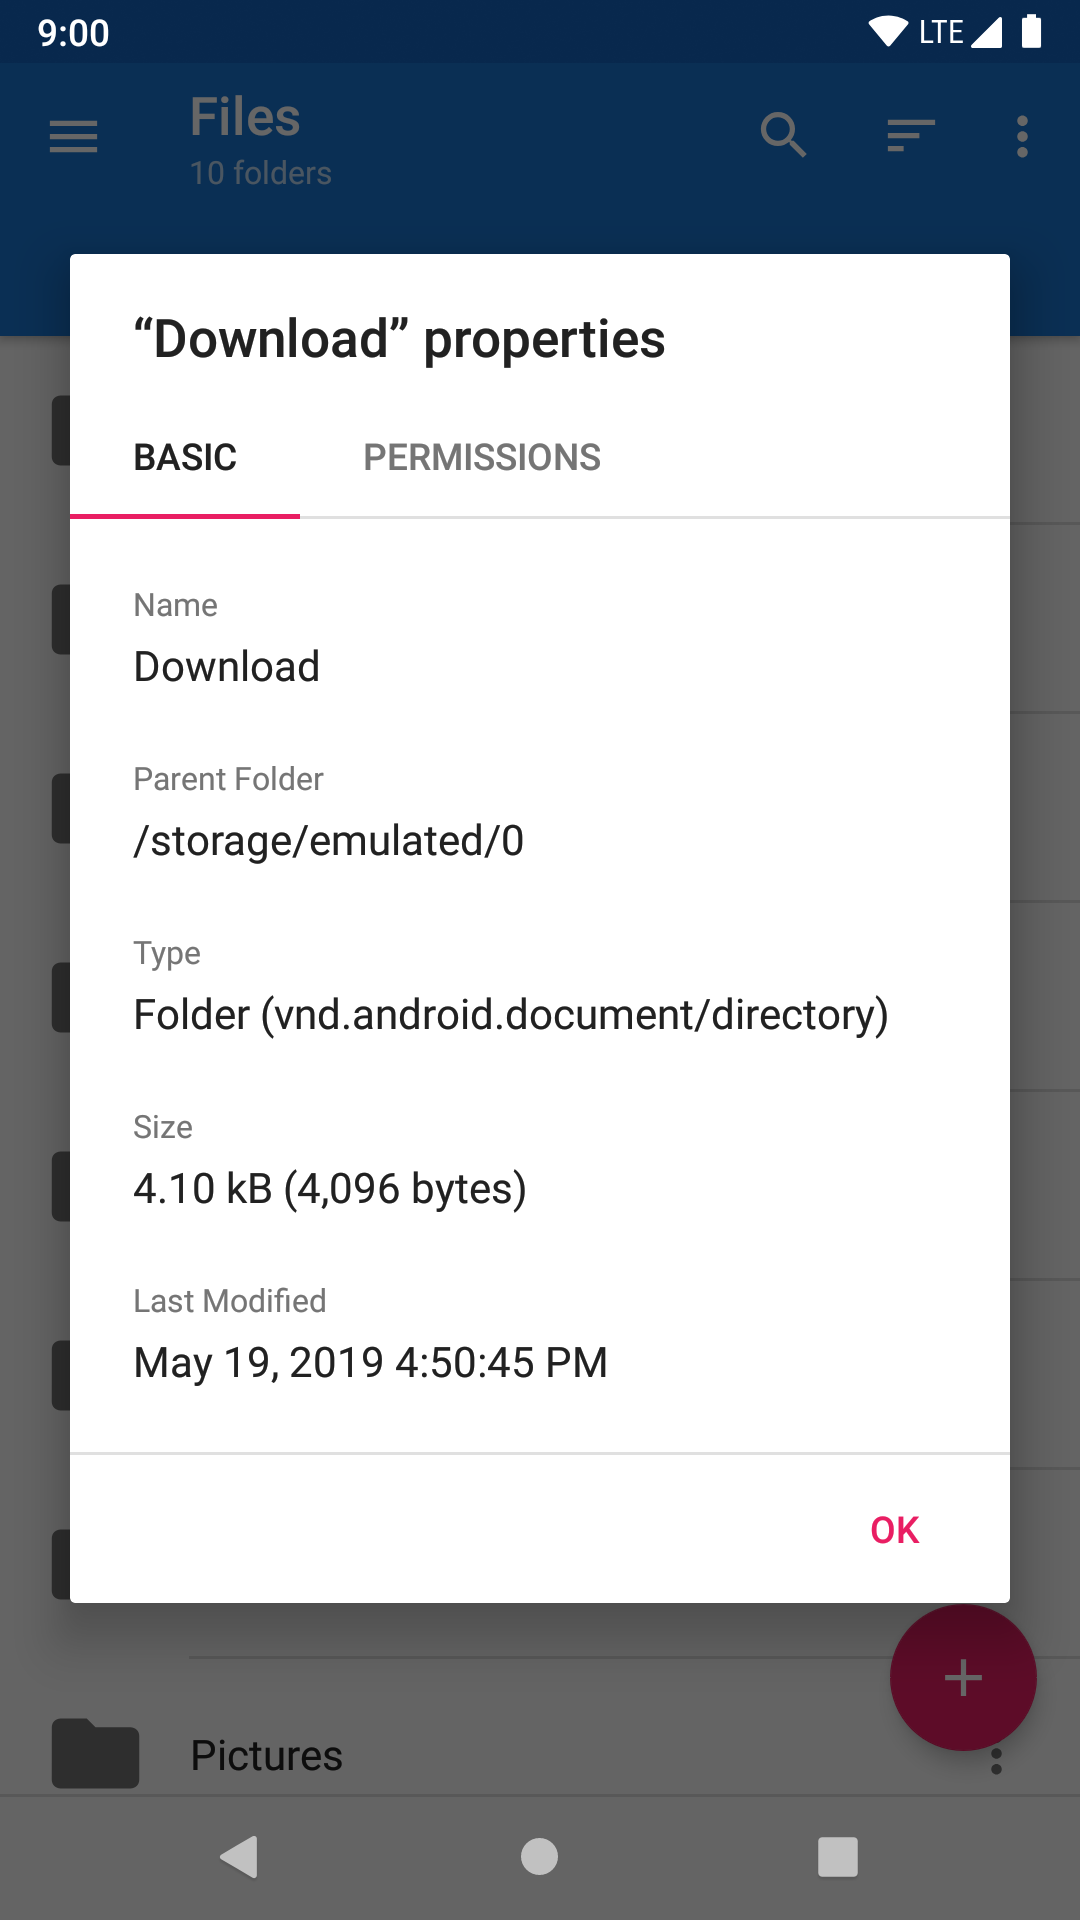 9:00
LTE
Files
10 folders
“Download” properties
BASIC
PERMISSIONS
Name
Download
Parent Folder
/storage/emulated/0
Type
Folder (vnd.android.document/directory)
Size
4.10 kB (4,096 bytes)
Last Modified
May 19, 2019 4:50:45 PM
OK
Pictures